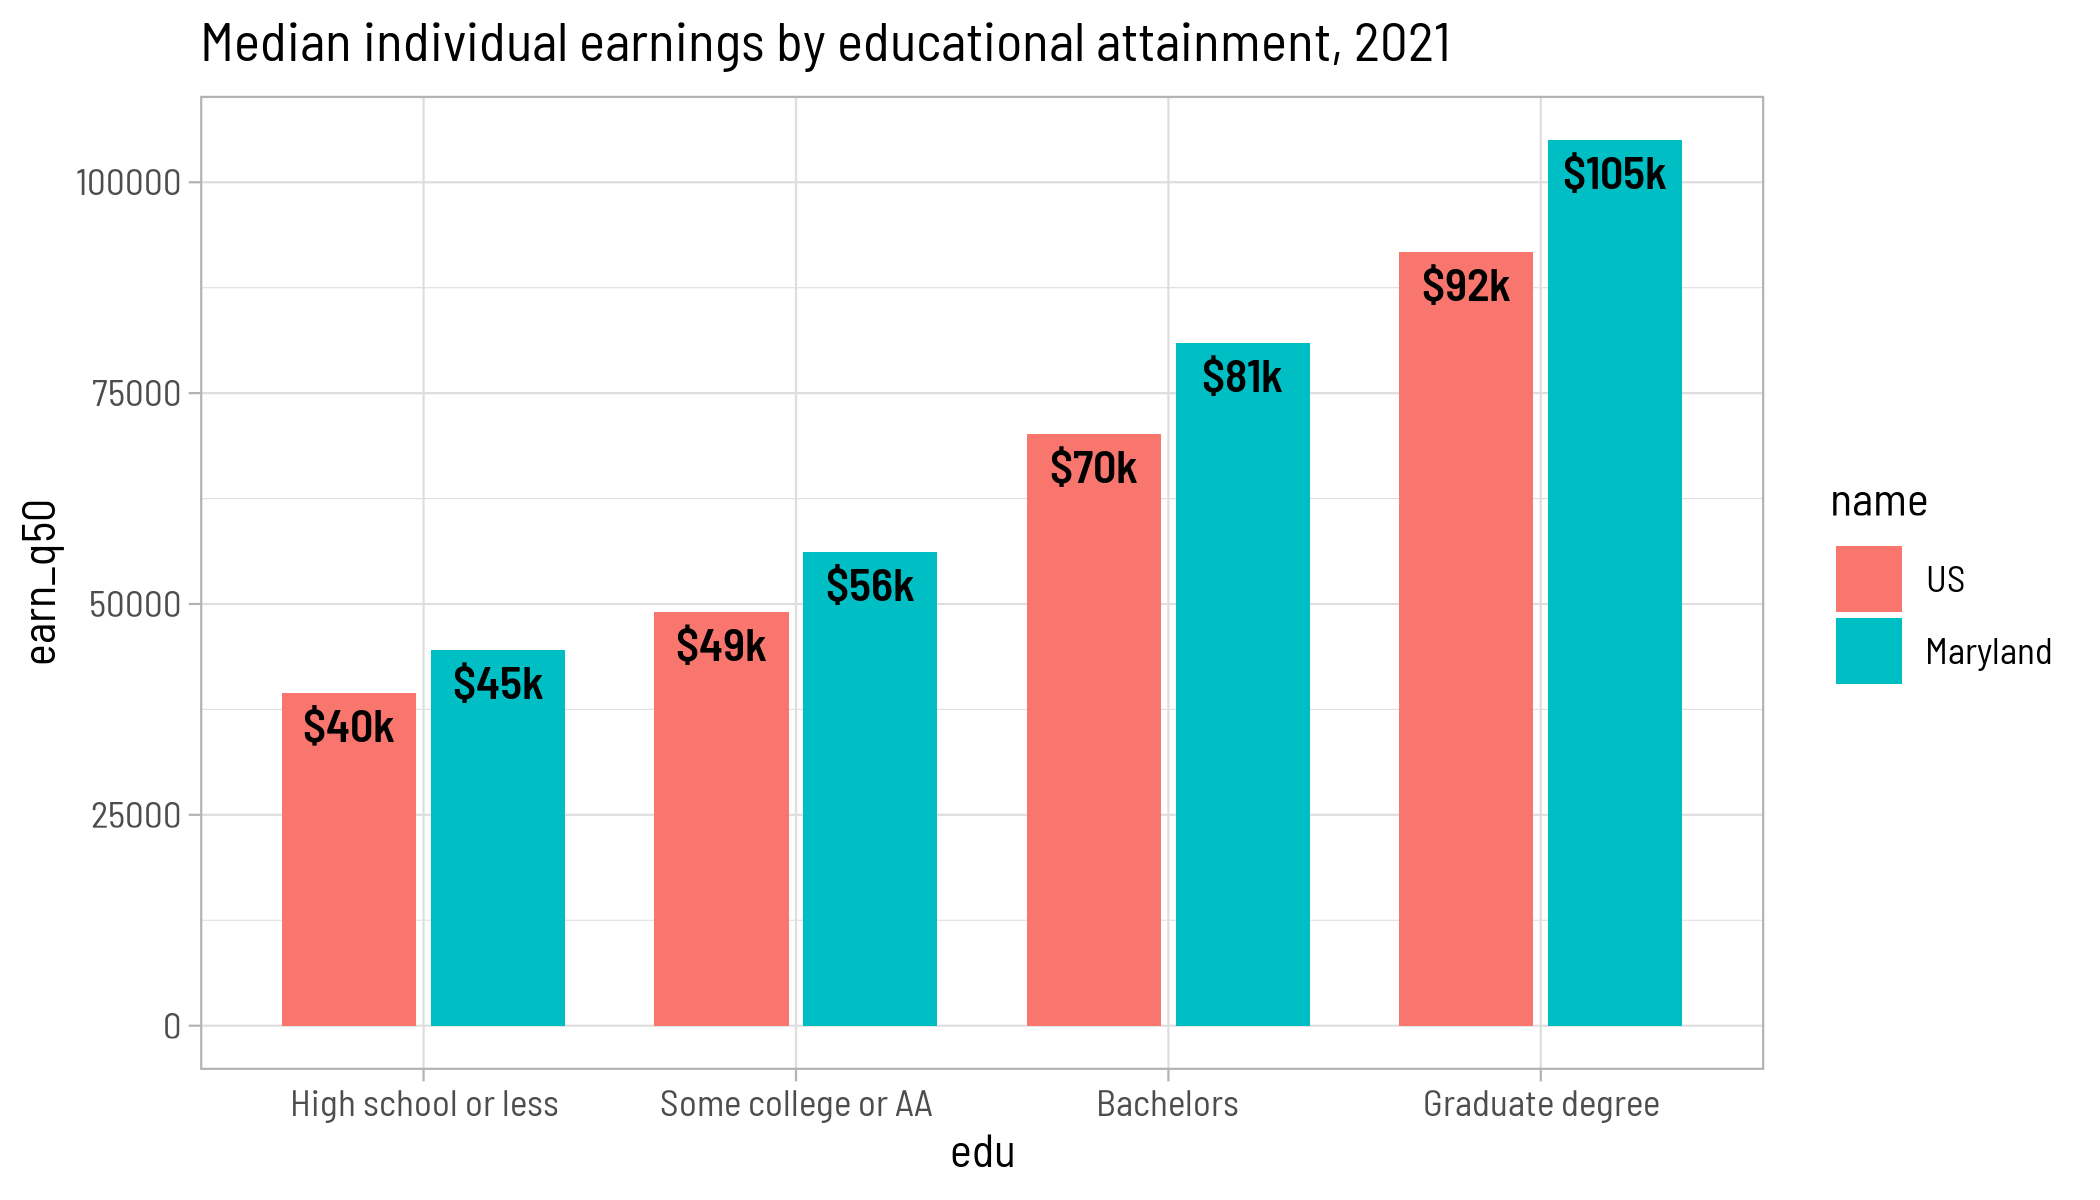 Median individual earnings by educational attainment, 2021
earn_q50
100000
75000
50000
25000
0
$40k
$45k
$49k
$56k
$70k
$81k
$92k
$105k
High school or less
Some college or AA
Bachelors
Graduate degree
edu
name
US
Maryland